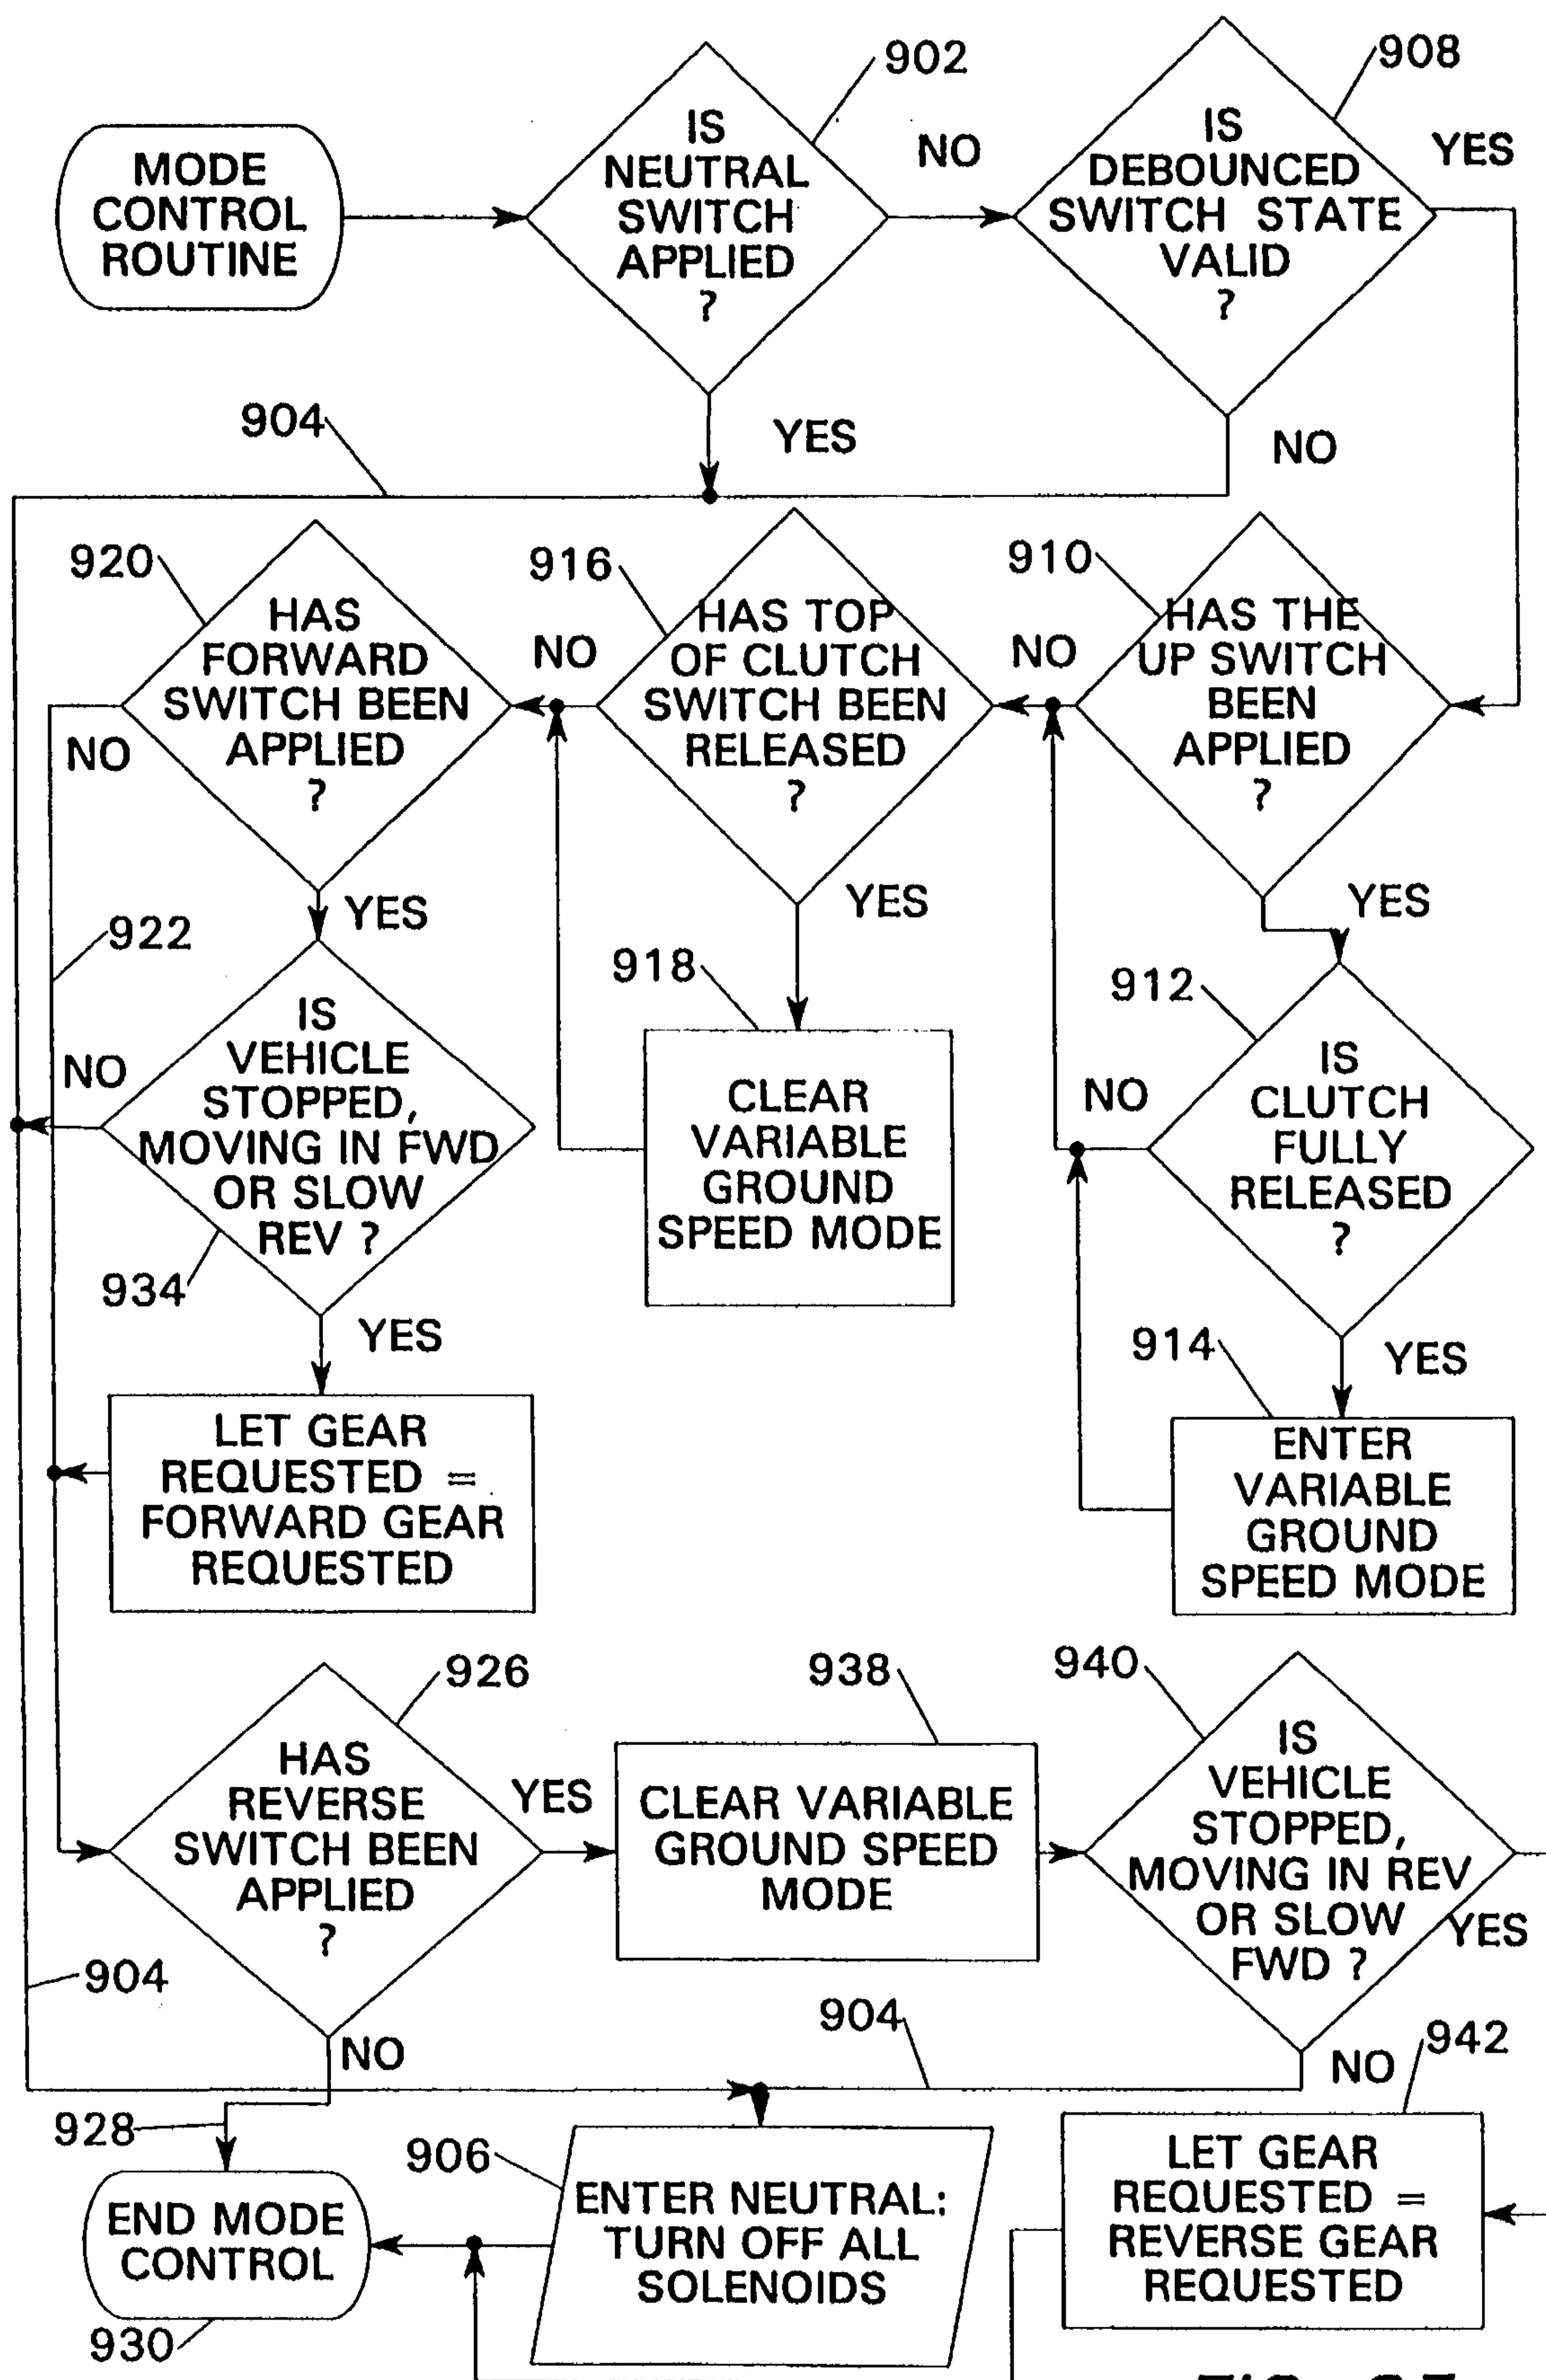 MODE
CONTROL
ROUTINE
IS
NEUTRAL
SWITCH
APPLIED
?
902
NO
YES
IS
DEBOUNCED
SWITCH STATE
VALID
?
908
YES
NO
904
920
HAS
FORWARD
SWITCH BEEN
APPLIED
?
NO
YES
916
HAS TOP
OF CLUTCH
SWITCH BEEN
RELEASED
?
NO
YES
910
HAS THE
UP SWITCH
BEEN
APPLIED
?
NO
YES
922
IS
VEHICLE
STOPPED,
MOVING IN FWD
OR SLOW
REV ?
NO
934
YES
918
CLEAR
VARIABLE
GROUND
SPEED MODE
912
IS
CLUTCH
FULLY
RELEASED
?
NO
YES
914
ENTER
VARIABLE
GROUND
SPEED MODE
LET GEAR
REQUESTED =
FORWARD GEAR
REQUESTED
926
HAS
REVERSE
SWITCH BEEN
APPLIED
?
YES
NO
938
CLEAR VARIABLE
GROUND SPEED
MODE
940
IS
VEHICLE
STOPPED,
MOVING IN REV
OR SLOW
FWD ?
YES
NO
904
904
928
END MODE
CONTROL
930
906
ENTER NEUTRAL:
TURN OFF ALL
SOLENOIDS
942
LET GEAR
REQUESTED =
REVERSE GEAR
REQUESTED